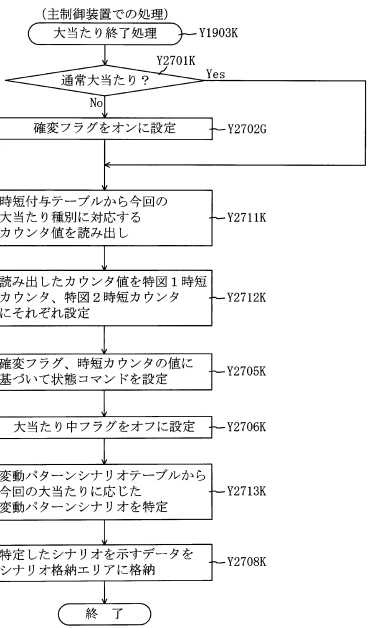 (主制御装置での処理)
大当たり終了処理
Y1903K
Y2701K
通常大当たり？
Yes
No
確変フラグをオンに設定
Y2702G
時短付与テーブルから今回の
大当たり種別に対応する
カウンタ値を読み出し
Y2711K
読み出したカウンタ値を特図１時短
カウンタ、特図２時短カウンタ
にそれぞれ設定
Y2712K
確変フラグ、時短カウンタの値に
基づいて状態コマンドを設定
Y2705K
大当たり中フラグをオフに設定
Y2706K
変動パターンシナリオテーブルから
今回の大当たりに応じた
変動パターンシナリオを特定
Y2713K
特定したシナリオを示すデータを
シナリオ格納エリアに格納
Y2708K
終 了